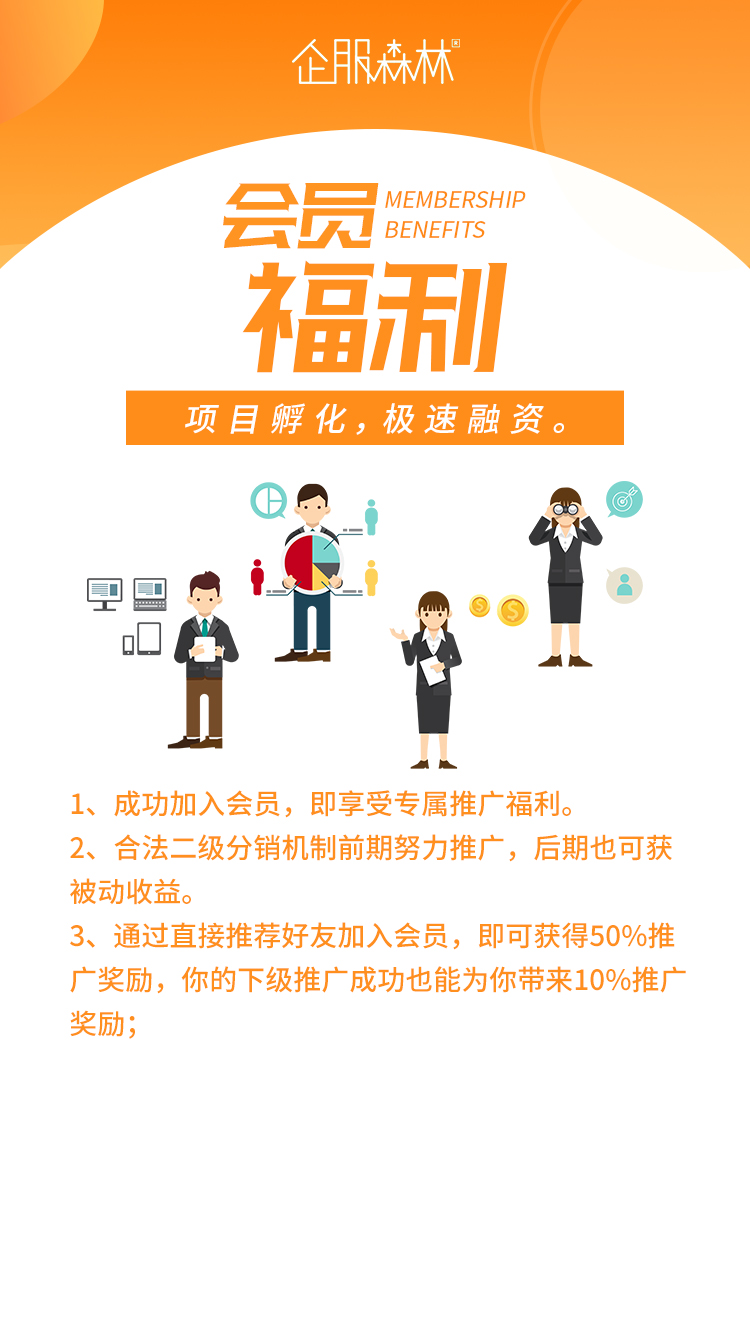 企服森林
会员
MEMBERSHIP
BENEFITS
福利
项目孵化，极速融资。
1、成功加入会员，即享受专属推广福利。
2、合法二级分销机制前期努力推广，后期也可获
被动收益。
3、通过直接推荐好友加入会员，即可获得50%推
广奖励，你的下级推广成功也能为你带来10%推广
奖励；